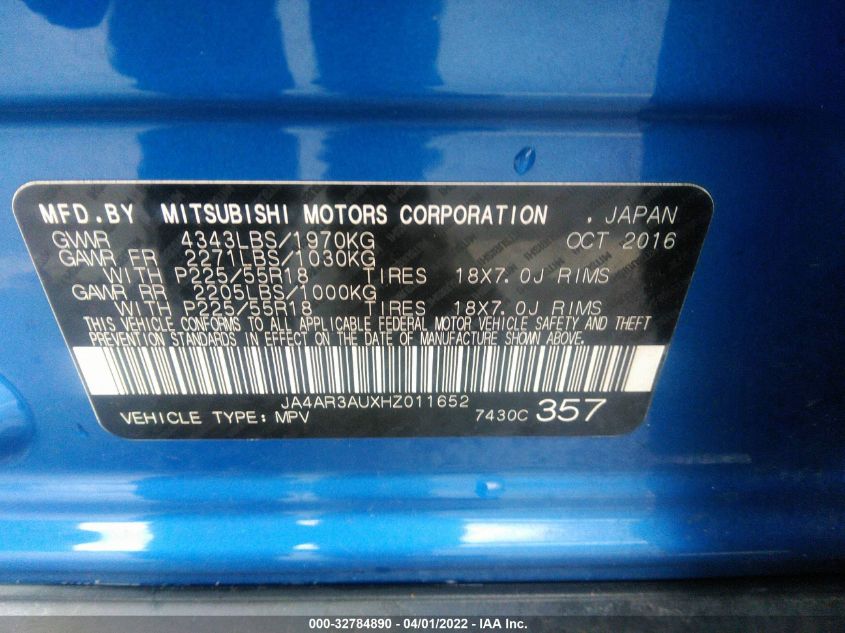 MFD.BY MITSUBISHI MOTORS CORPORATION , JAPAN
GVWR 4343LBS/1970KG OCT 2016
GAWR FR 2271LBS/1030KG
WITH P225/55R18 TIRES 18X7.0J RIMS
GAWR RR 2205LBS/1000KG
WITH P225/55R18 TIRES 18X7.0J RIMS
THIS VEHICLE CONFORMS TO ALL APPLICABLE FEDERAL MOTOR VEHICLE SAFETY AND THEFT
PREVENTION STANDARDS IN EFFECT ON THE DATE OF MANUFACTURE SHOWN ABOVE.
JA4AR3AUXHZ011652
VEHICLE TYPE: MPV 7430C 357
000-32784890 - 04/01/2022 - IAA Inc.